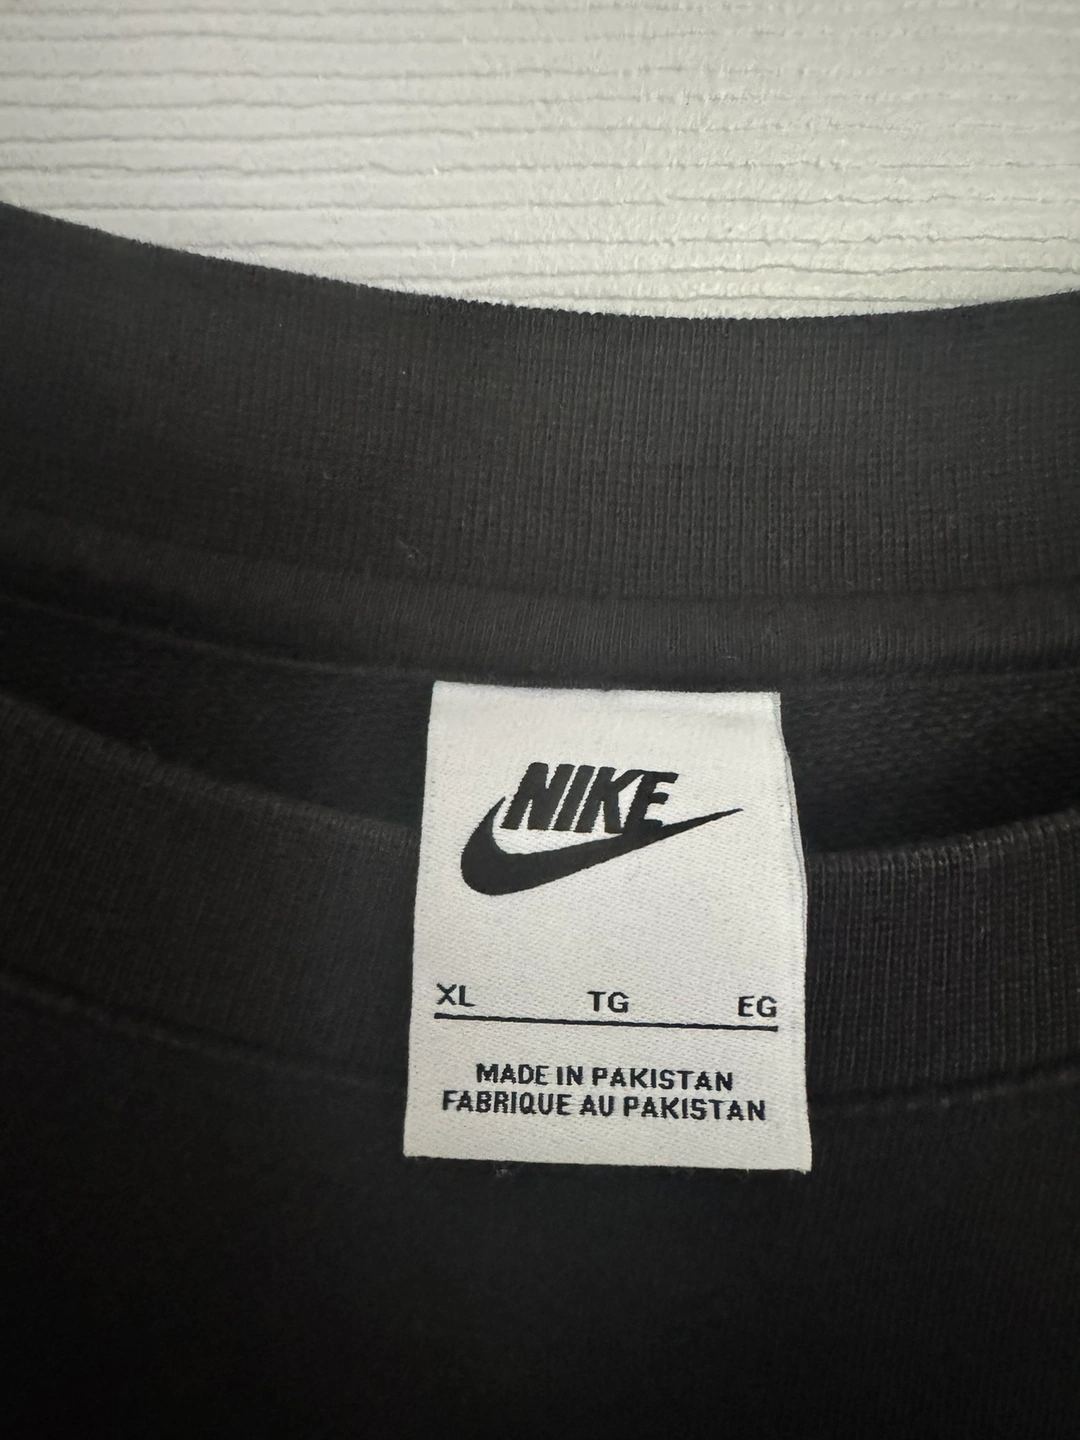 NIKE
XL TG EG
MADE IN PAKISTAN
FABRIQUE AU PAKISTAN